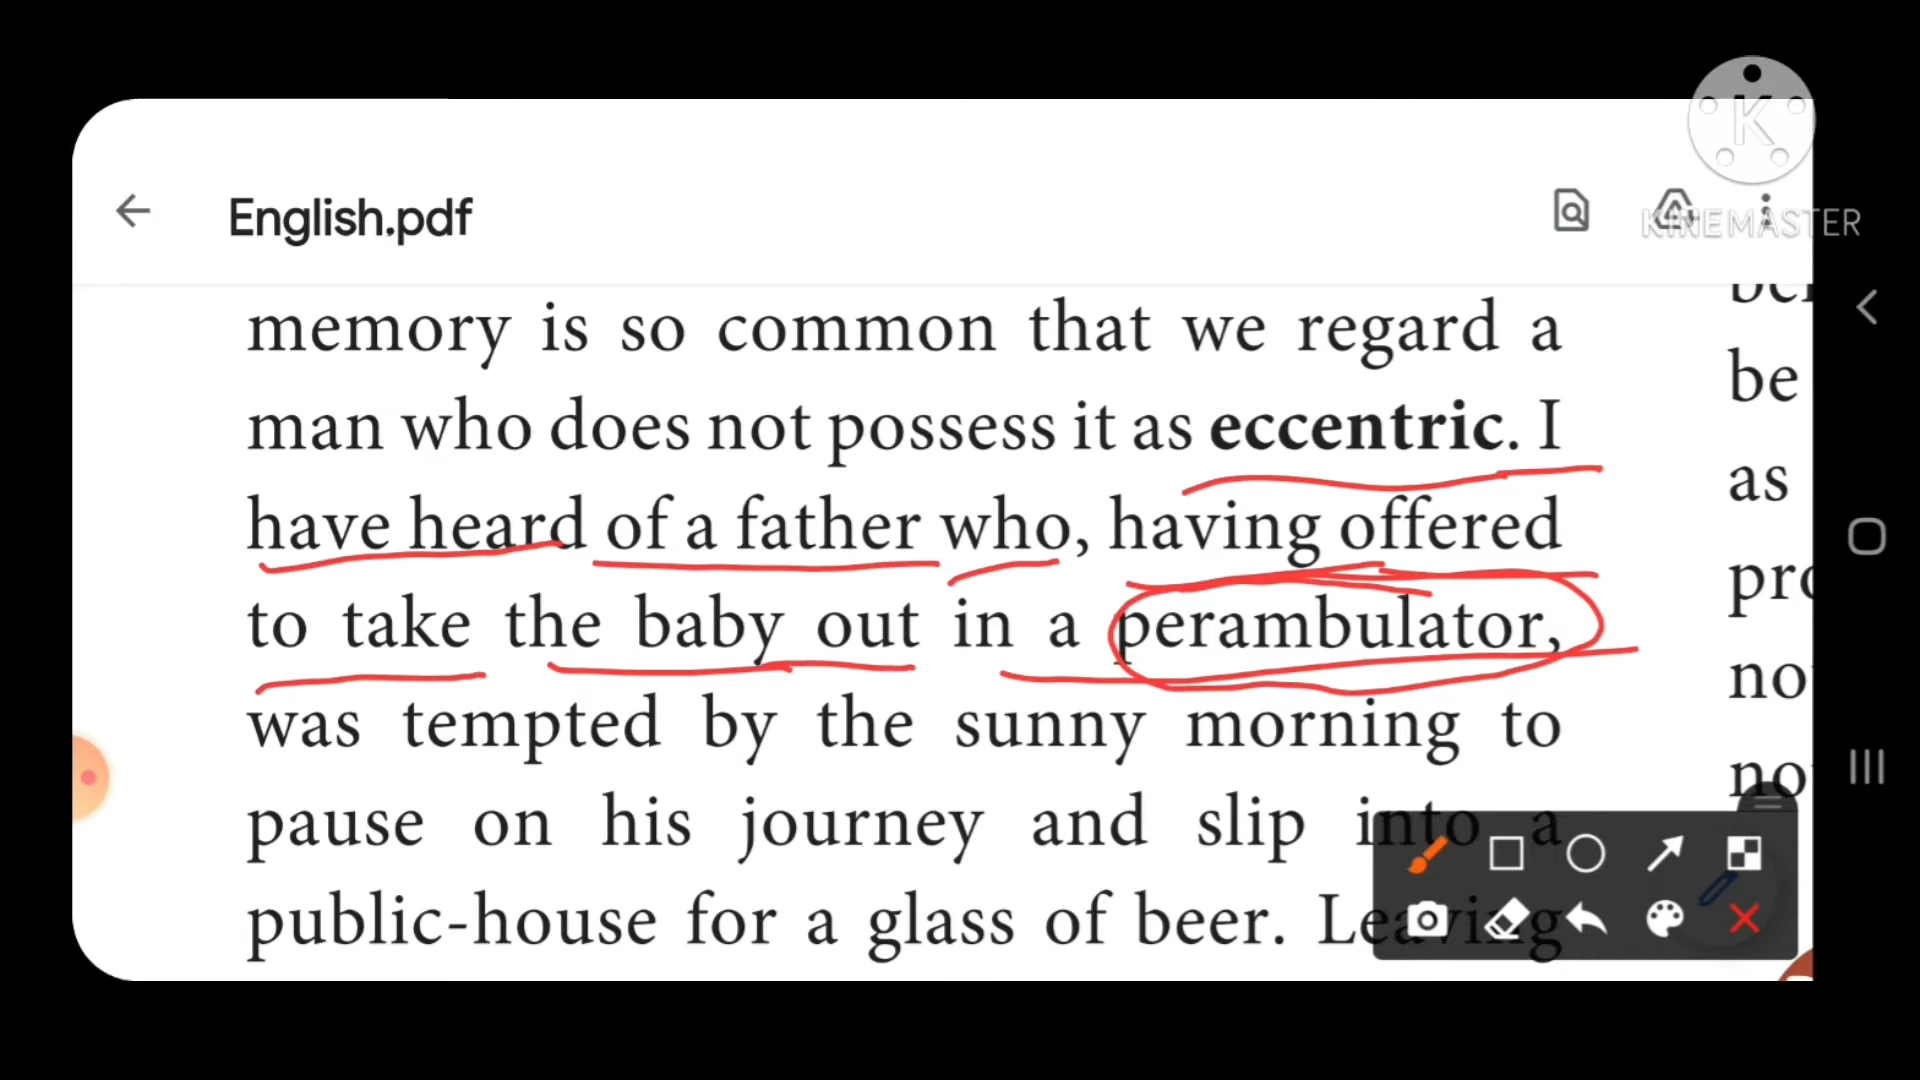 English.pdf
KINEMASTER
memory is so common that we regard a
man who does not possess it as eccentric. I
have heard of a father who, having offered
to take the baby out in a perambulator,
was tempted by the sunny morning to
pause on his journey and slip into a
public-house for a glass of beer. Leaving
be
as